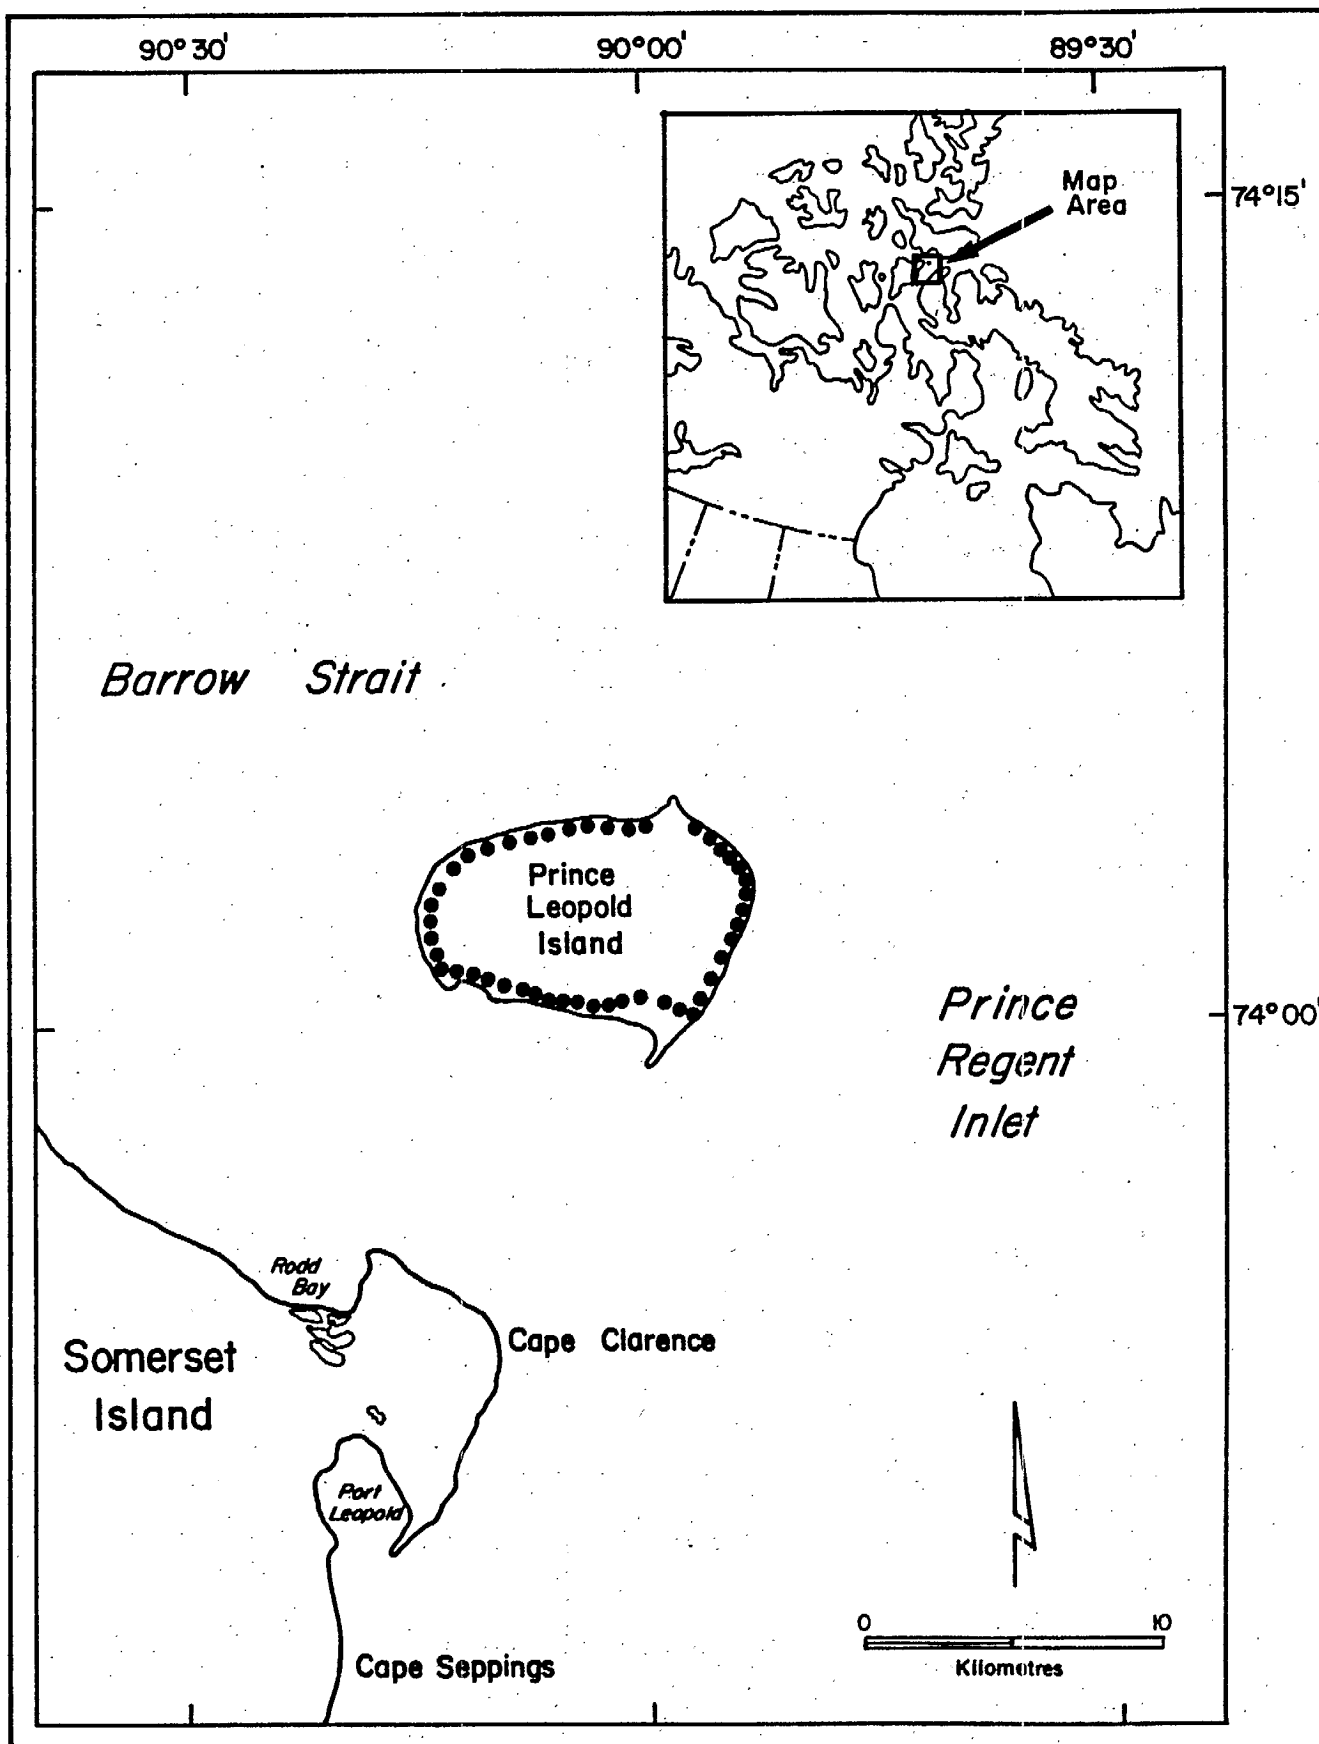 90°30'
90°00'
89°30'
Map
Area
74°15'
Barrow Strait
Prince
Leopold
Island
Prince
Regent
Inlet
74°00'
Rodd
Bay
Somerset
Island
Cape Clarence
Port
Leopold
Cape Seppings
0 10
Kilometres